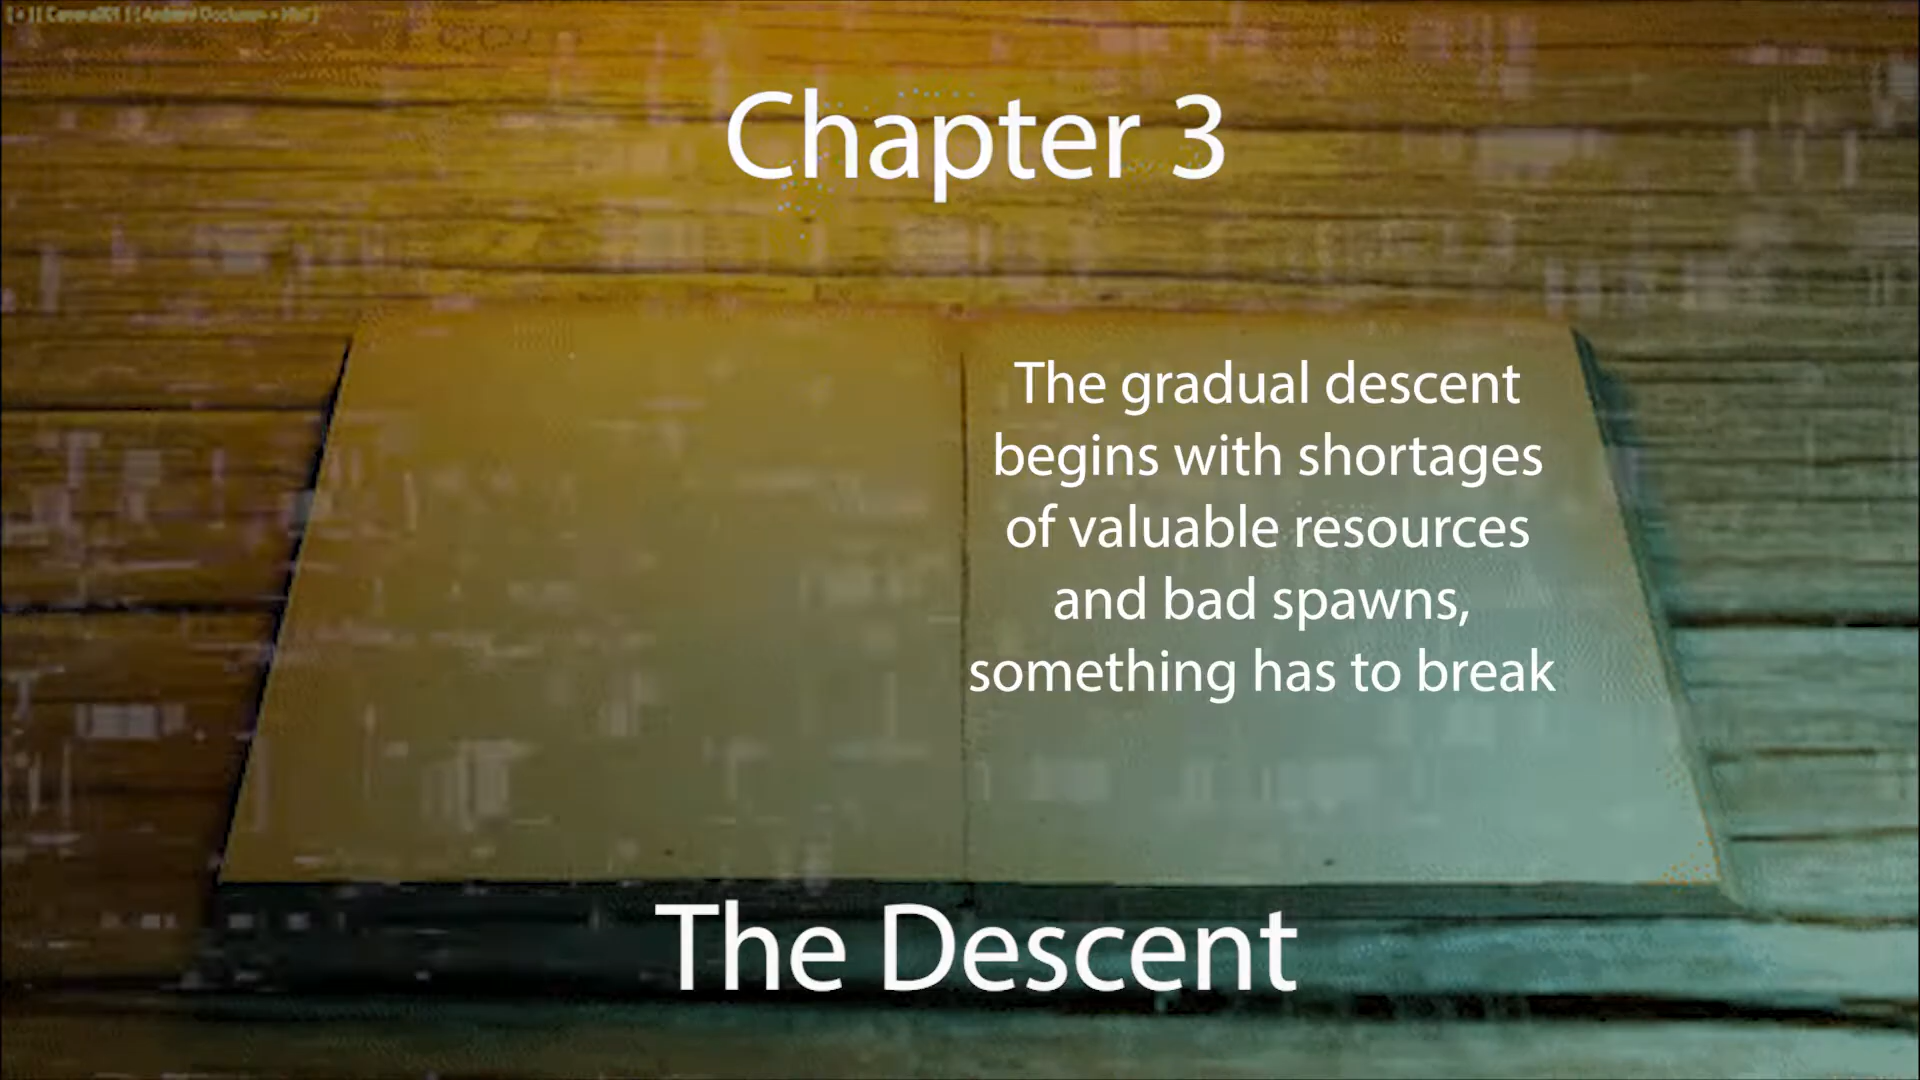 Chapter 3
The gradual descent
begins with shortages
of valuable resources
and bad spawns,
something has to break
The Descent